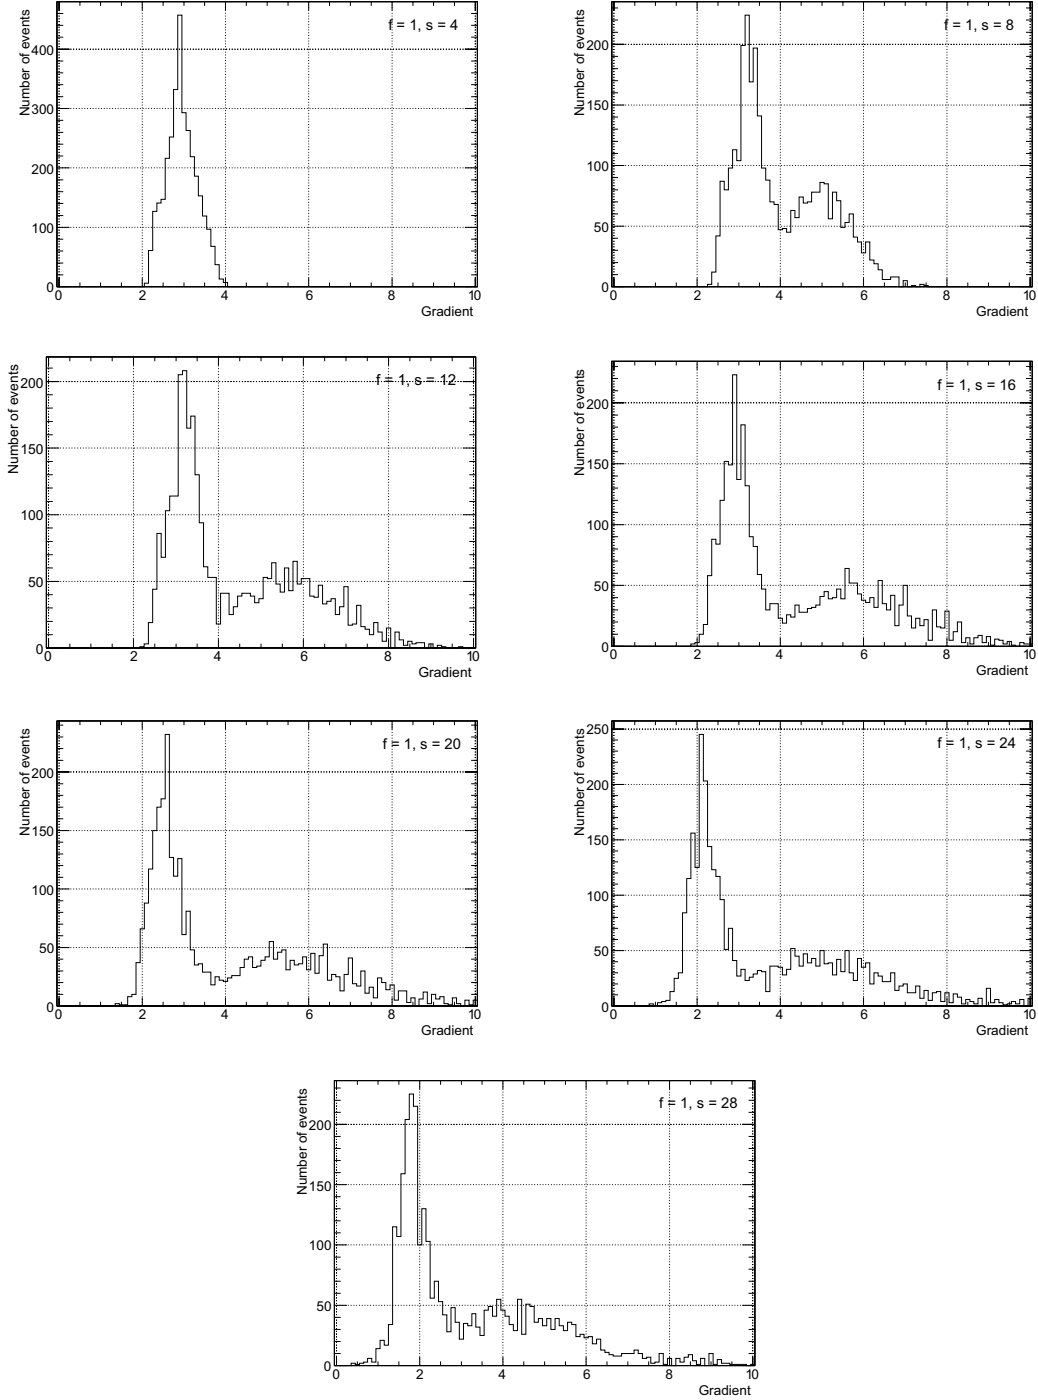 f = 1, s = 4
Number of events
400
300
200
100
0
0 2 4 6 8 10
Gradient
f = 1, s = 8
Number of events
200
150
100
50
0
0 2 4 6 8 10
Gradient
f = 1, s = 12
Number of events
200
150
100
50
0
0 2 4 6 8 10
Gradient
f = 1, s = 16
Number of events
200
150
100
50
0
0 2 4 6 8 10
Gradient
f = 1, s = 20
Number of events
200
150
100
50
0
0 2 4 6 8 10
Gradient
f = 1, s = 24
Number of events
250
200
150
100
50
0
0 2 4 6 8 10
Gradient
f = 1, s = 28
Number of events
200
150
100
50
0
0 2 4 6 8 10
Gradient